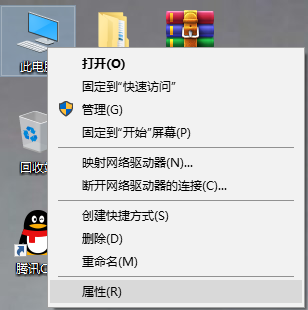 此电脑
打开(O)
固定到"快速访问"
管理(G)
固定到"开始"屏幕(P)
映射网络驱动器(N)...
断开网络驱动器的连接(C)...
创建快捷方式(S)
回收
删除(D)
重命名(M)
腾讯
属性(R)